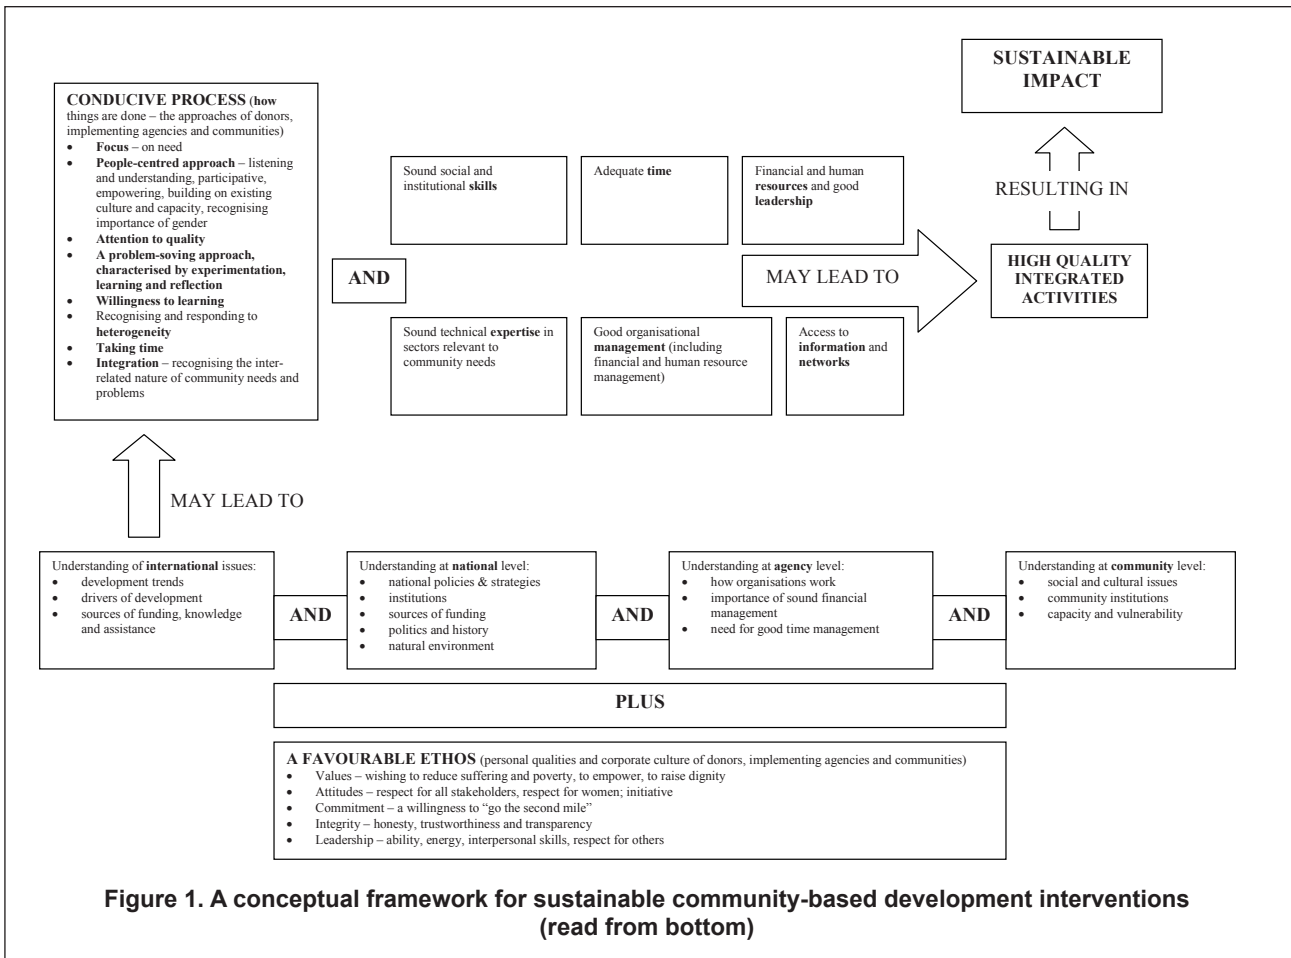 SUSTAINABLE
IMPACT
RESULTING IN
HIGH QUALITY
INTEGRATED
ACTIVITIES
CONDUCIVE PROCESS (how
things are done – the approaches of donors,
implementing agencies and communities)
• Focus – on need
• People-centred approach – listening
and understanding, participative,
empowering, building on existing
culture and capacity, recognising
importance of gender
• Attention to quality
• A problem-soving approach,
characterised by experimentation,
learning and reflection
• Willingness to learning
• Recognising and responding to
heterogeneity
• Taking time
• Integration – recognising the inter-
related nature of community needs and
problems
AND
Sound social and
institutional skills
Adequate time
Financial and human
resources and good
leadership
MAY LEAD TO
Sound technical expertise in
sectors relevant to
community needs
Good organisational
management (including
financial and human resource
management)
Access to
information and
networks
MAY LEAD TO
Understanding of international issues:
• development trends
• drivers of development
• sources of funding, knowledge
and assistance
AND
Understanding at national level:
• national policies & strategies
• institutions
• sources of funding
• politics and history
• natural environment
AND
Understanding at agency level:
• how organisations work
• importance of sound financial
management
• need for good time management
AND
Understanding at community level:
• social and cultural issues
• community institutions
• capacity and vulnerability
PLUS
A FAVOURABLE ETHOS (personal qualities and corporate culture of donors, implementing agencies and communities)
• Values – wishing to reduce suffering and poverty, to empower, to raise dignity
• Attitudes – respect for all stakeholders, respect for women; initiative
• Commitment – a willingness to “go the second mile”
• Integrity – honesty, trustworthiness and transparency
• Leadership – ability, energy, interpersonal skills, respect for others
Figure 1. A conceptual framework for sustainable community-based development interventions
(read from bottom)